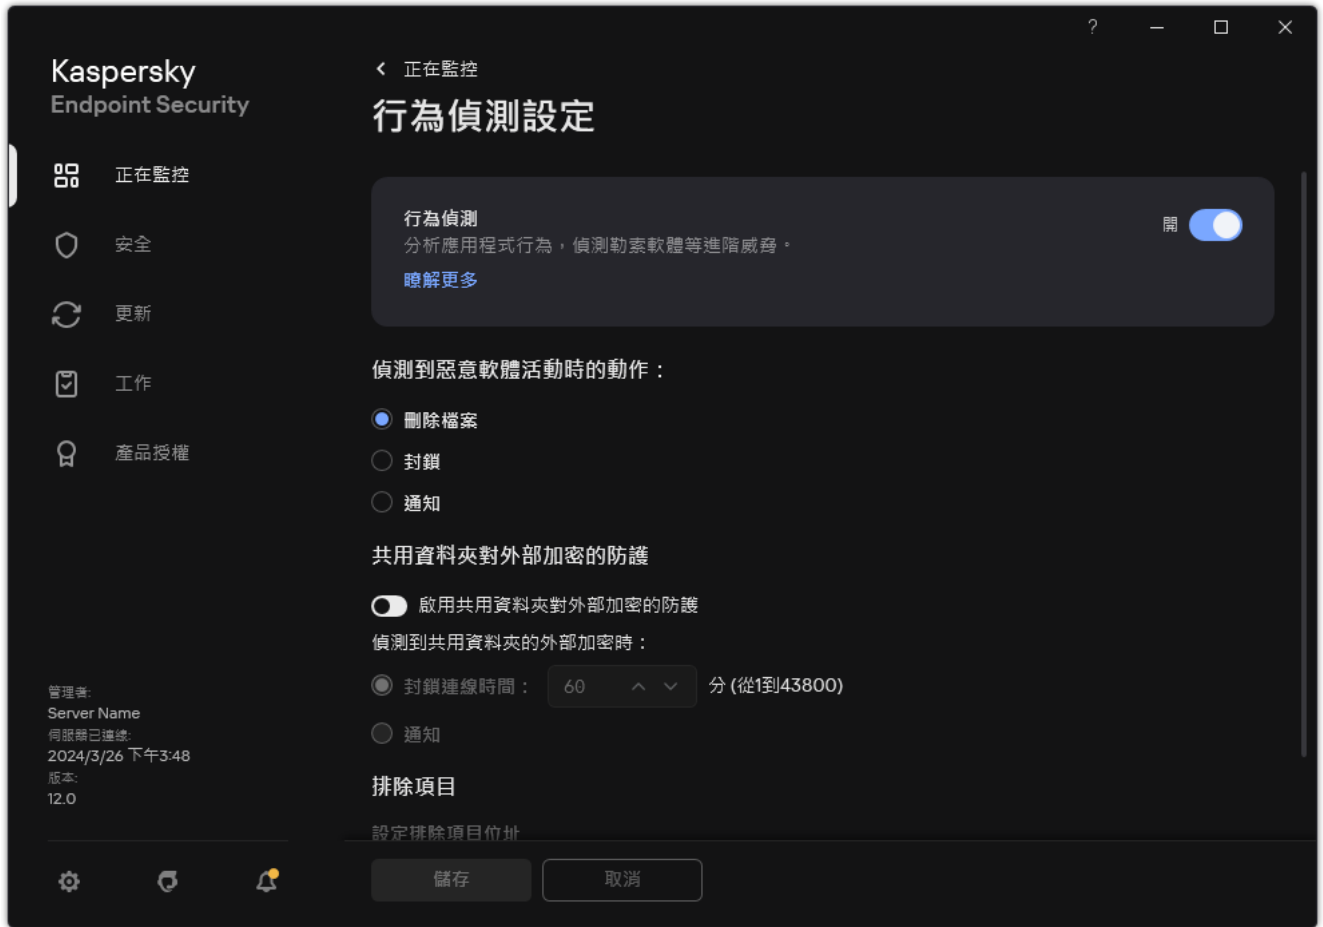 ?
Kaspersky
Endpoint Security
正在監控
安全
更新
工作
產品授權
管理者:
Server Name
伺服器已連線:
2024/3/26 下午3:48
版本:
12.0
正在監控
行為偵測設定
行為偵測
分析應用程式行為，偵測勒索軟體等進階威脅。
瞭解更多
開
偵測到惡意軟體活動時的動作：
刪除檔案
封鎖
通知
共用資料夾對外部加密的防護
啟用共用資料夾對外部加密的防護
偵測到共用資料夾的外部加密時：
封鎖連線時間： 60 分 (從1到43800)
通知
排除項目
設定排除項目位址
儲存
取消